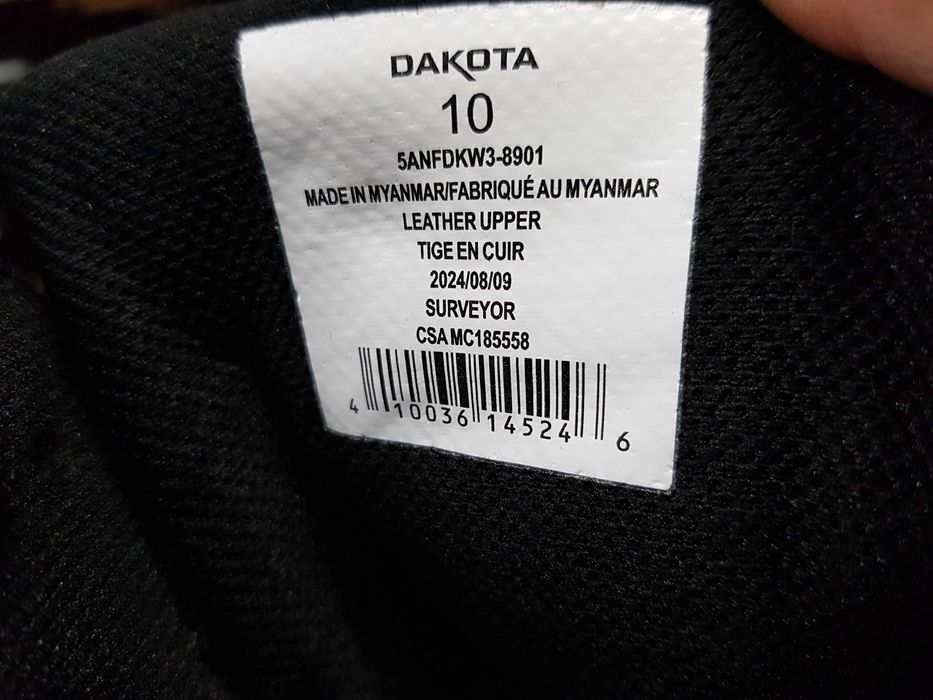 DAKOTA
10
5ANFDKW3-8901
MADE IN MYANMAR/FABRIQUÉ AU MYANMAR
LEATHER UPPER
TIGE EN CUIR
2024/08/09
SURVEYOR
CSA MC185558
4 10036 14524 6